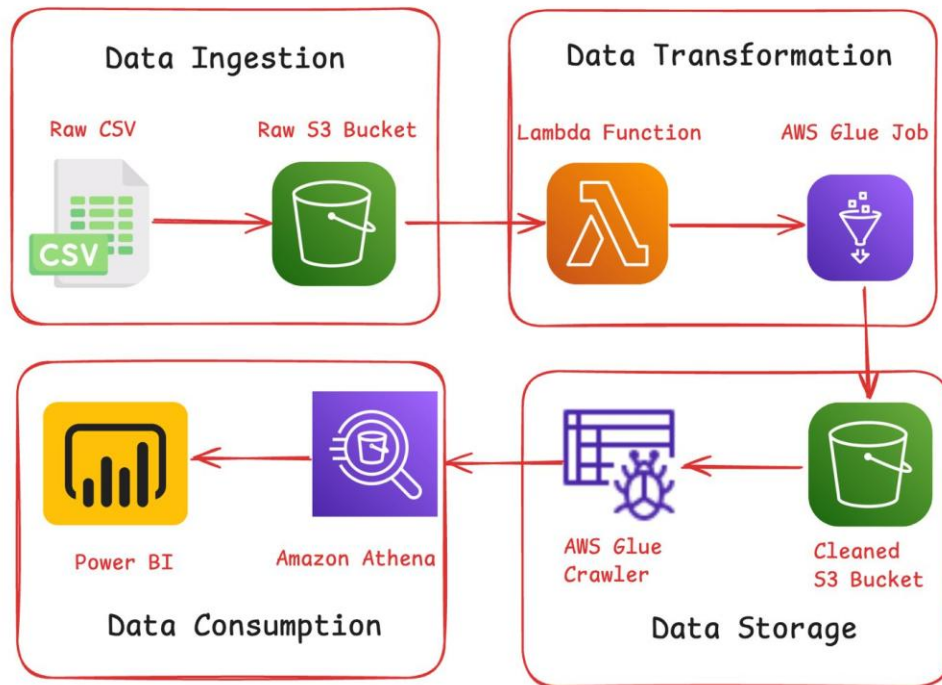 Data Ingestion
Raw CSV
Raw S3 Bucket
CSV
Data Transformation
Lambda Function
AWS Glue Job
Power BI
Amazon Athena
Data Consumption
AWS Glue
Crawler
Cleaned
S3 Bucket
Data Storage